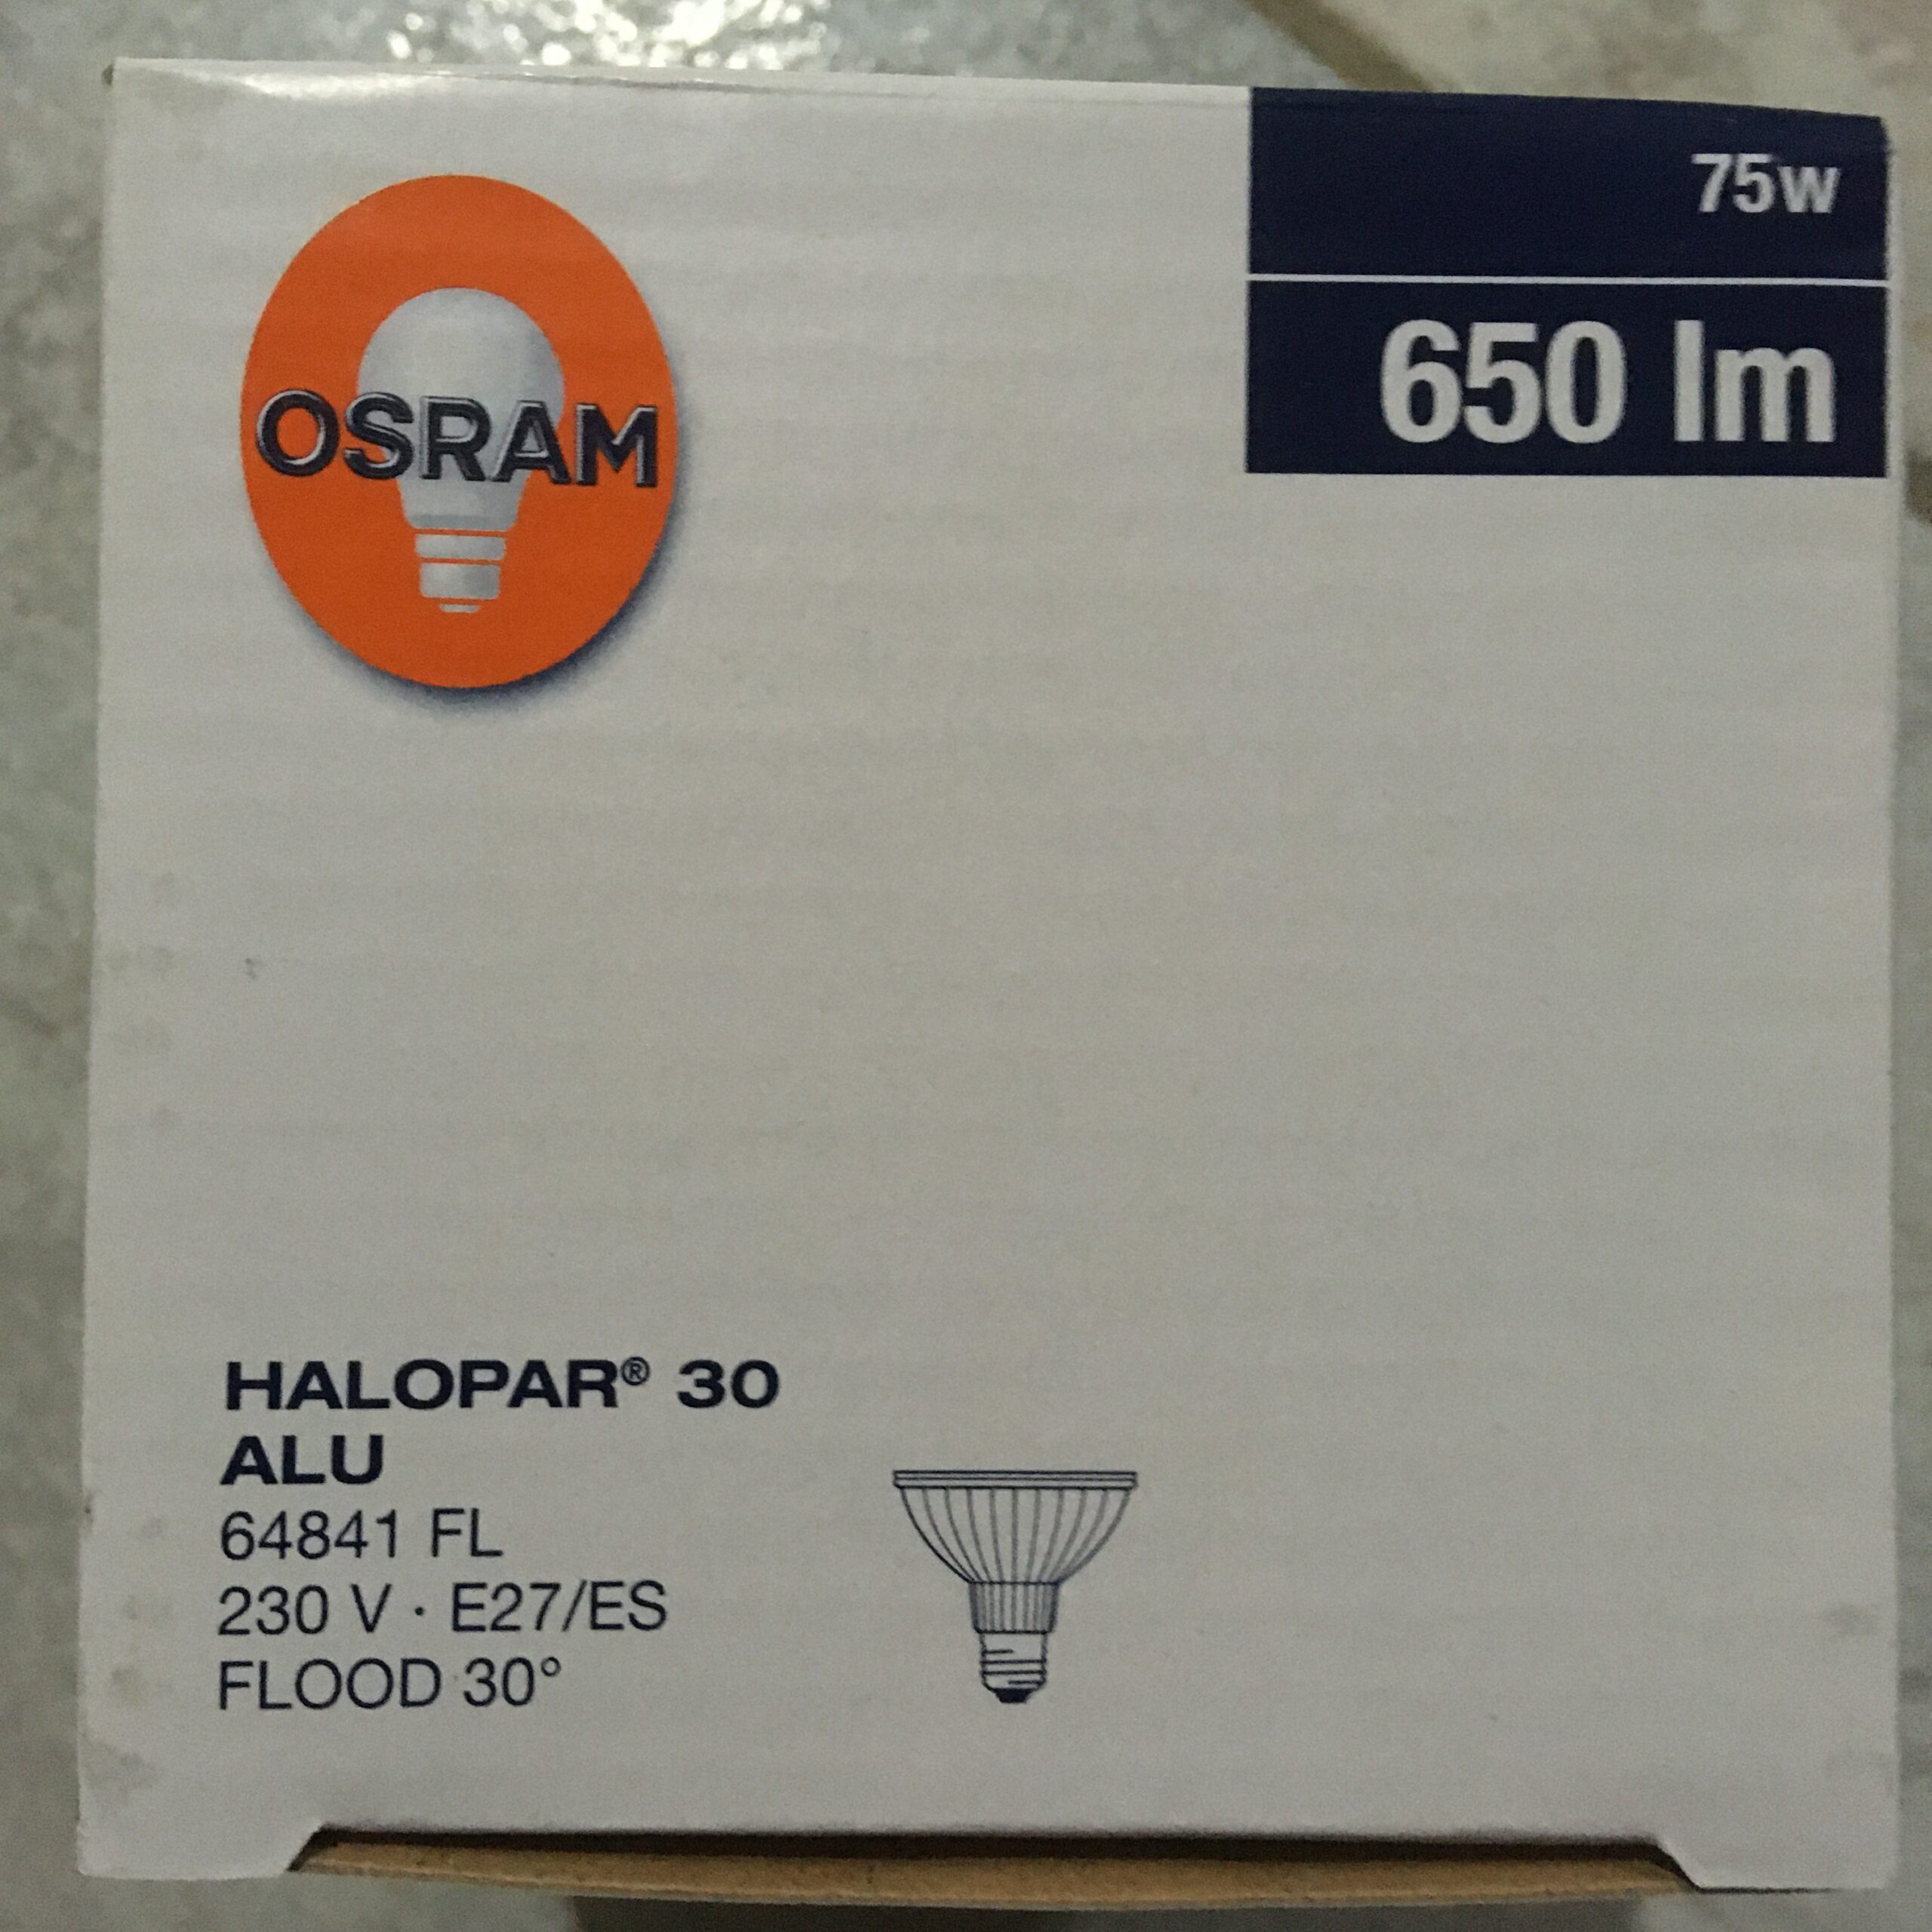 OSRAM
75w
650 lm
HALOPAR® 30
ALU
64841 FL
230 V · E27/ES
FLOOD 30°